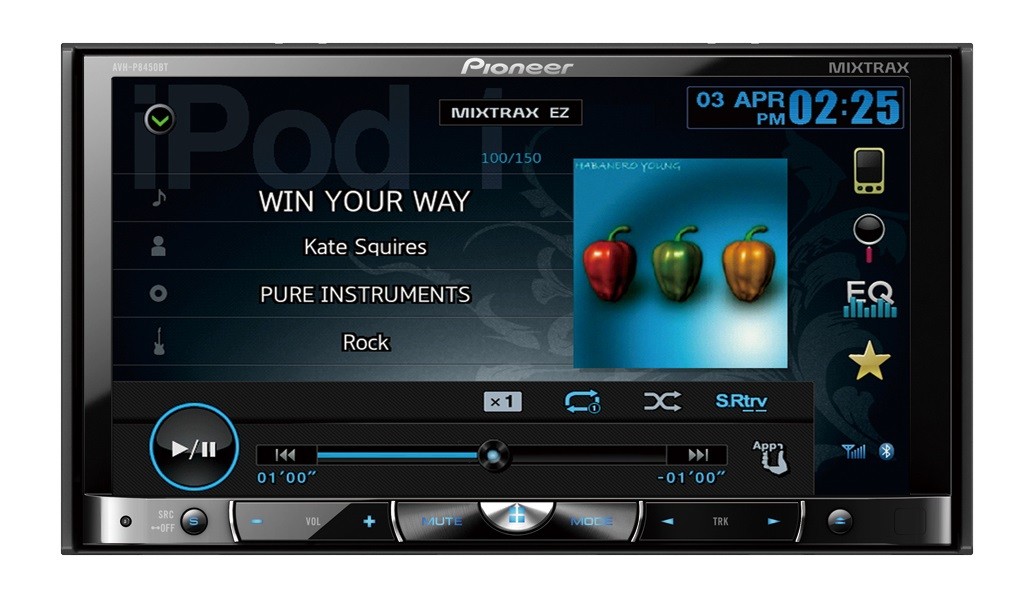 AVH-P8450BT
Pioneer
MIXTRAX
iPod 1
MIXTRAX EZ
03 APR
PM 02:25
100/150
HABANERO YOUNG
WIN YOUR WAY
Kate Squires
PURE INSTRUMENTS
Rock
EQ
×1
1
S.Rtrv
App
01'00"
-01'00"
SRC
OFF
S
VOL
MUTE
MODE
TRK